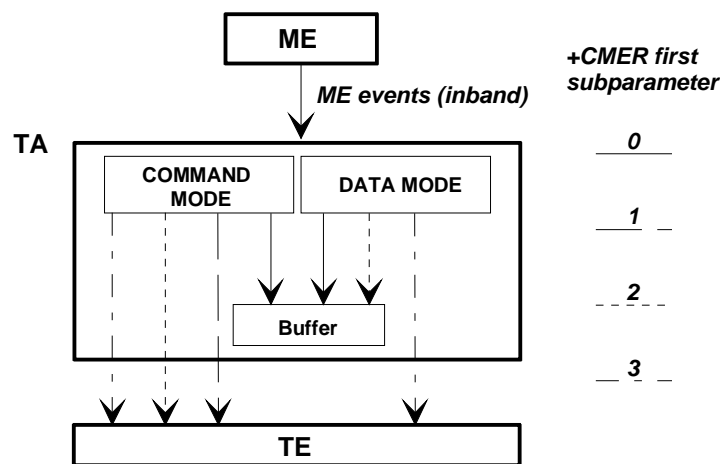 ME
+CMER first
subparameter
ME events (inband)
TA
0
COMMAND
MODE
DATA MODE
1
2
Buffer
3
TE